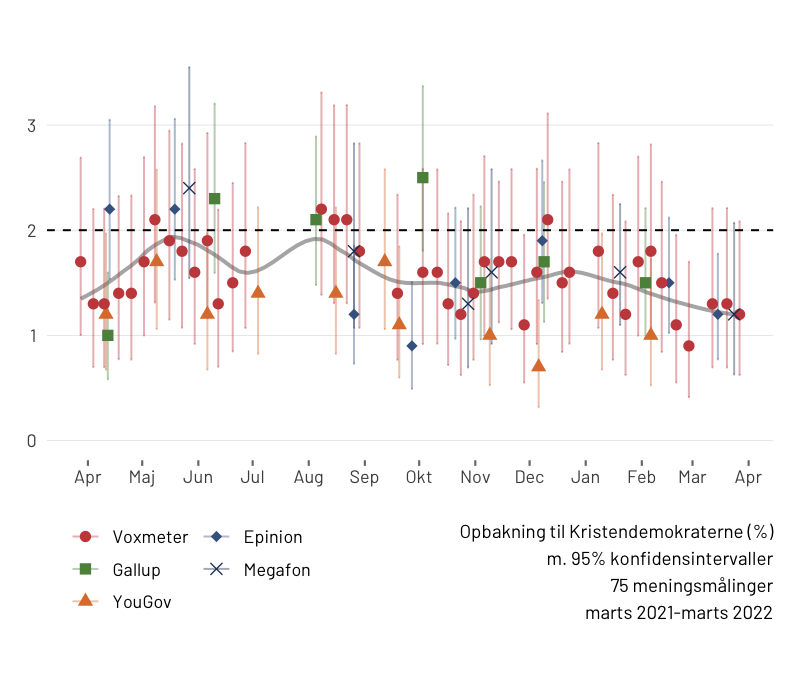 3
2
1
0
Apr Maj Jun Jul Aug Sep Okt Nov Dec Jan Feb Mar Apr
Voxmeter Epinion
Gallup Megafon
YouGov
Opbakning til Kristendemokraterne (%)
m. 95% konfidensintervaller
75 meningsmålinger
marts 2021-marts 2022